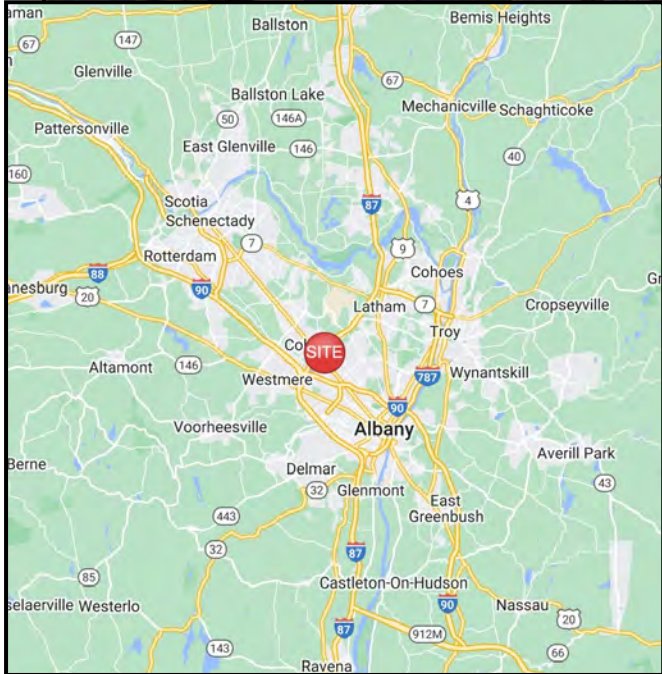 aman
Ballston
Bemis Heights
147
67
Glenville
67
Ballston Lake
Mechanicville
Schaghticoke
50
146A
Pattersonville
East Glenville
146
40
160
Scotia
87
4
Schenectady
7
9
Rotterdam
Cohoes
88
nesburg
20
90
Latham
7
Cropseyville
Troy
Col
SITE
Altamont
146
Westmere
787
Wynantskill
90
Voorheesville
Albany
Averill Park
Berne
Delmar
32
Glenmont
43
443
East
Greenbush
32
87
85
Castleton-On-Hudson
selaerville
Westerlo
90
Nassau
20
87
912M
143
66
Ravena